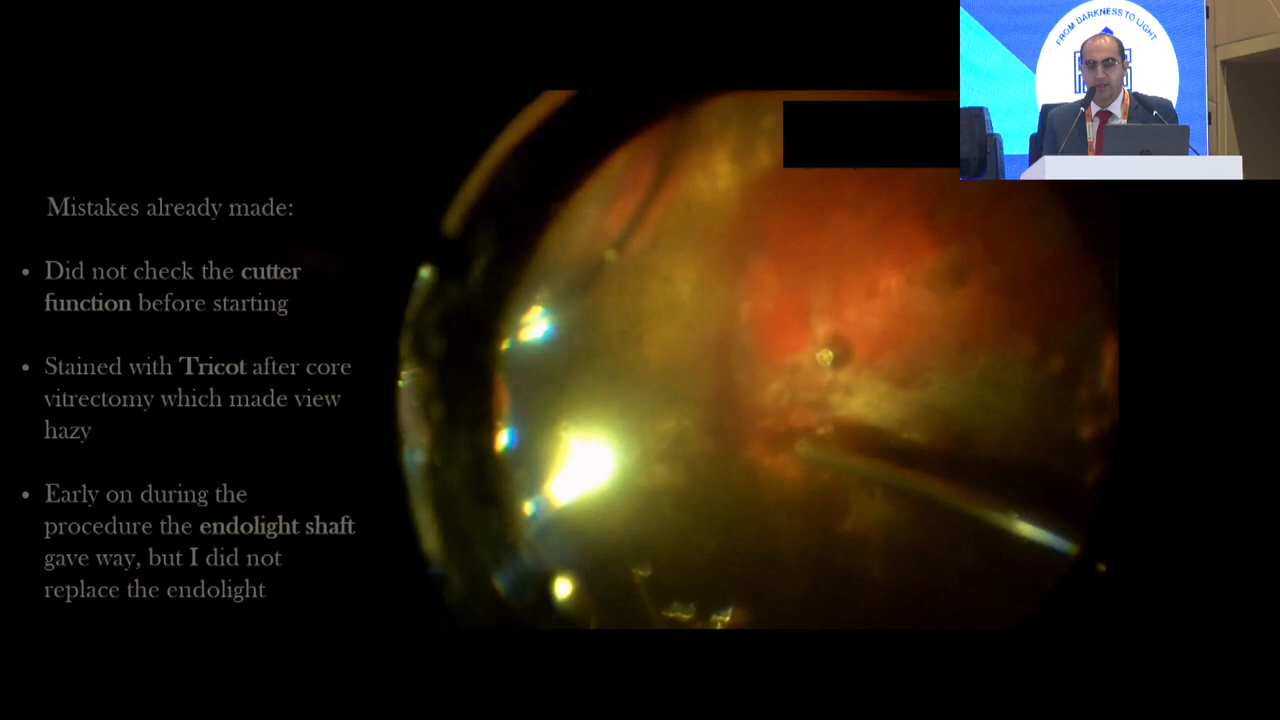 FROM DARKNESS TO LIGHT
Mistakes already made:
• Did not check the cutter
function before starting
• Stained with Tricot after core
vitrectomy which made view
hazy
• Early on during the
procedure the endolight shaft
gave way, but I did not
replace the endolight